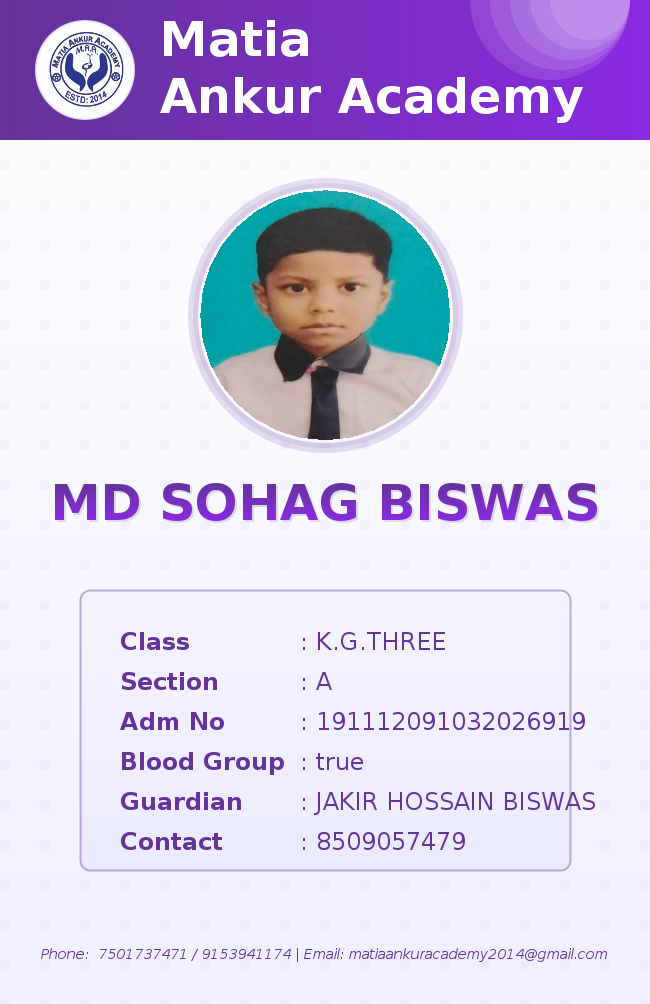 Matia
Ankur Academy
MATIA ANKUR ACADEMY
M.A.A.
ESTD: 2014
MD SOHAG BISWAS
Class : K.G.THREE
Section : A
Adm No : 191112091032026919
Blood Group : true
Guardian : JAKIR HOSSAIN BISWAS
Contact : 8509057479
Phone: 7501737471 / 9153941174 | Email: matiaankuracademy2014@gmail.com